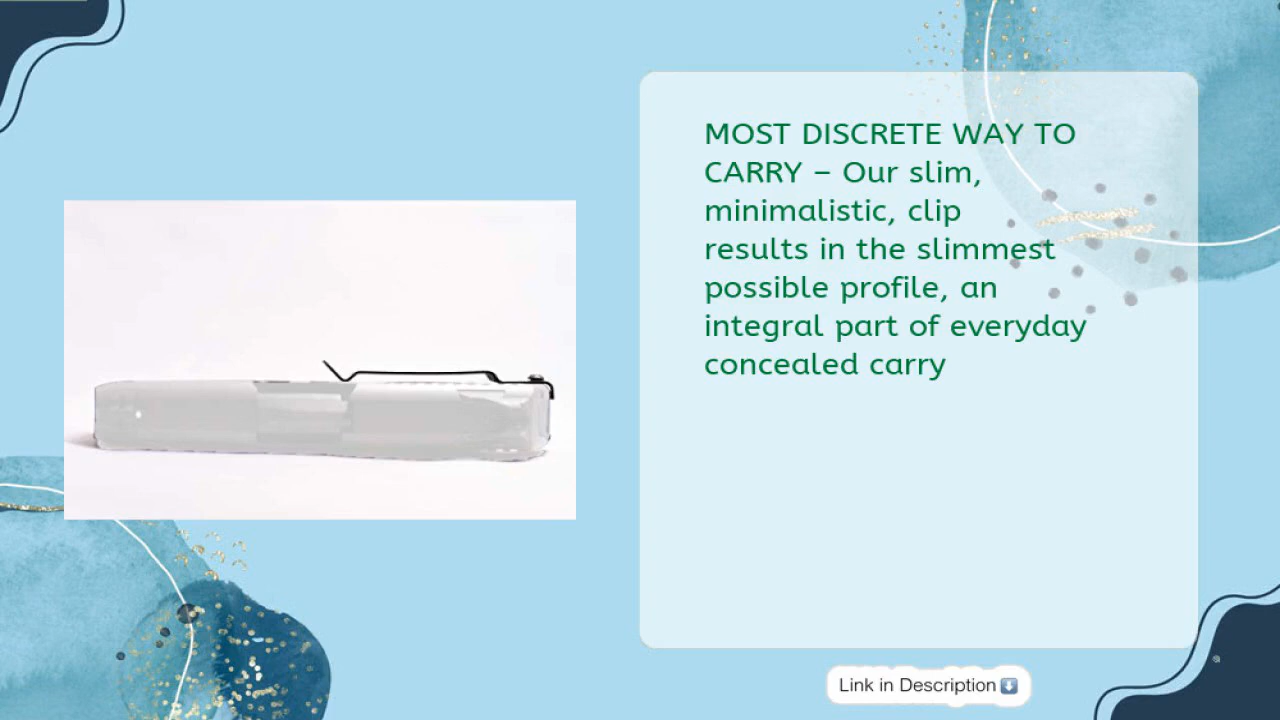 MOST DISCRETE WAY TO
CARRY – Our slim,
minimalistic, clip
results in the slimmest
possible profile, an
integral part of everyday
concealed carry
Link in Description⬇️